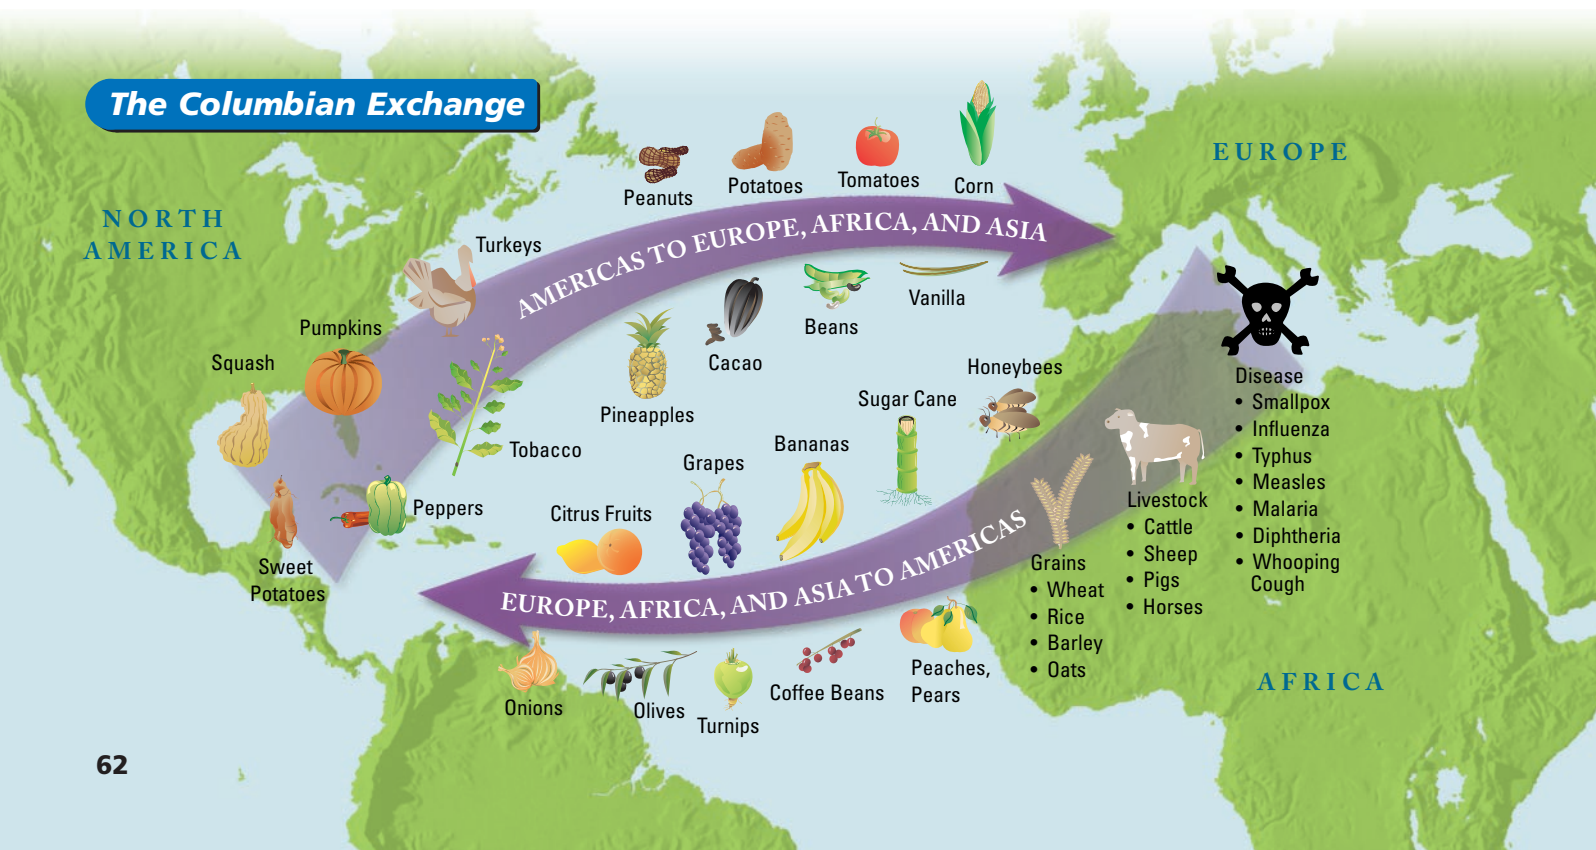 The Columbian Exchange
NORTH
AMERICA
EUROPE
AFRICA
AMERICAS TO EUROPE, AFRICA, AND ASIA
Peanuts
Potatoes
Tomatoes
Corn
Turkeys
Pumpkins
Squash
Tobacco
Peppers
Sweet
Potatoes
Pineapples
Cacao
Beans
Vanilla
EUROPE, AFRICA, AND ASIA TO AMERICAS
Citrus Fruits
Grapes
Bananas
Sugar Cane
Honeybees
Onions
Olives
Turnips
Coffee Beans
Peaches,
Pears
Grains
• Wheat
• Rice
• Barley
• Oats
Livestock
• Cattle
• Sheep
• Pigs
• Horses
Disease
• Smallpox
• Influenza
• Typhus
• Measles
• Malaria
• Diphtheria
• Whooping
Cough
62